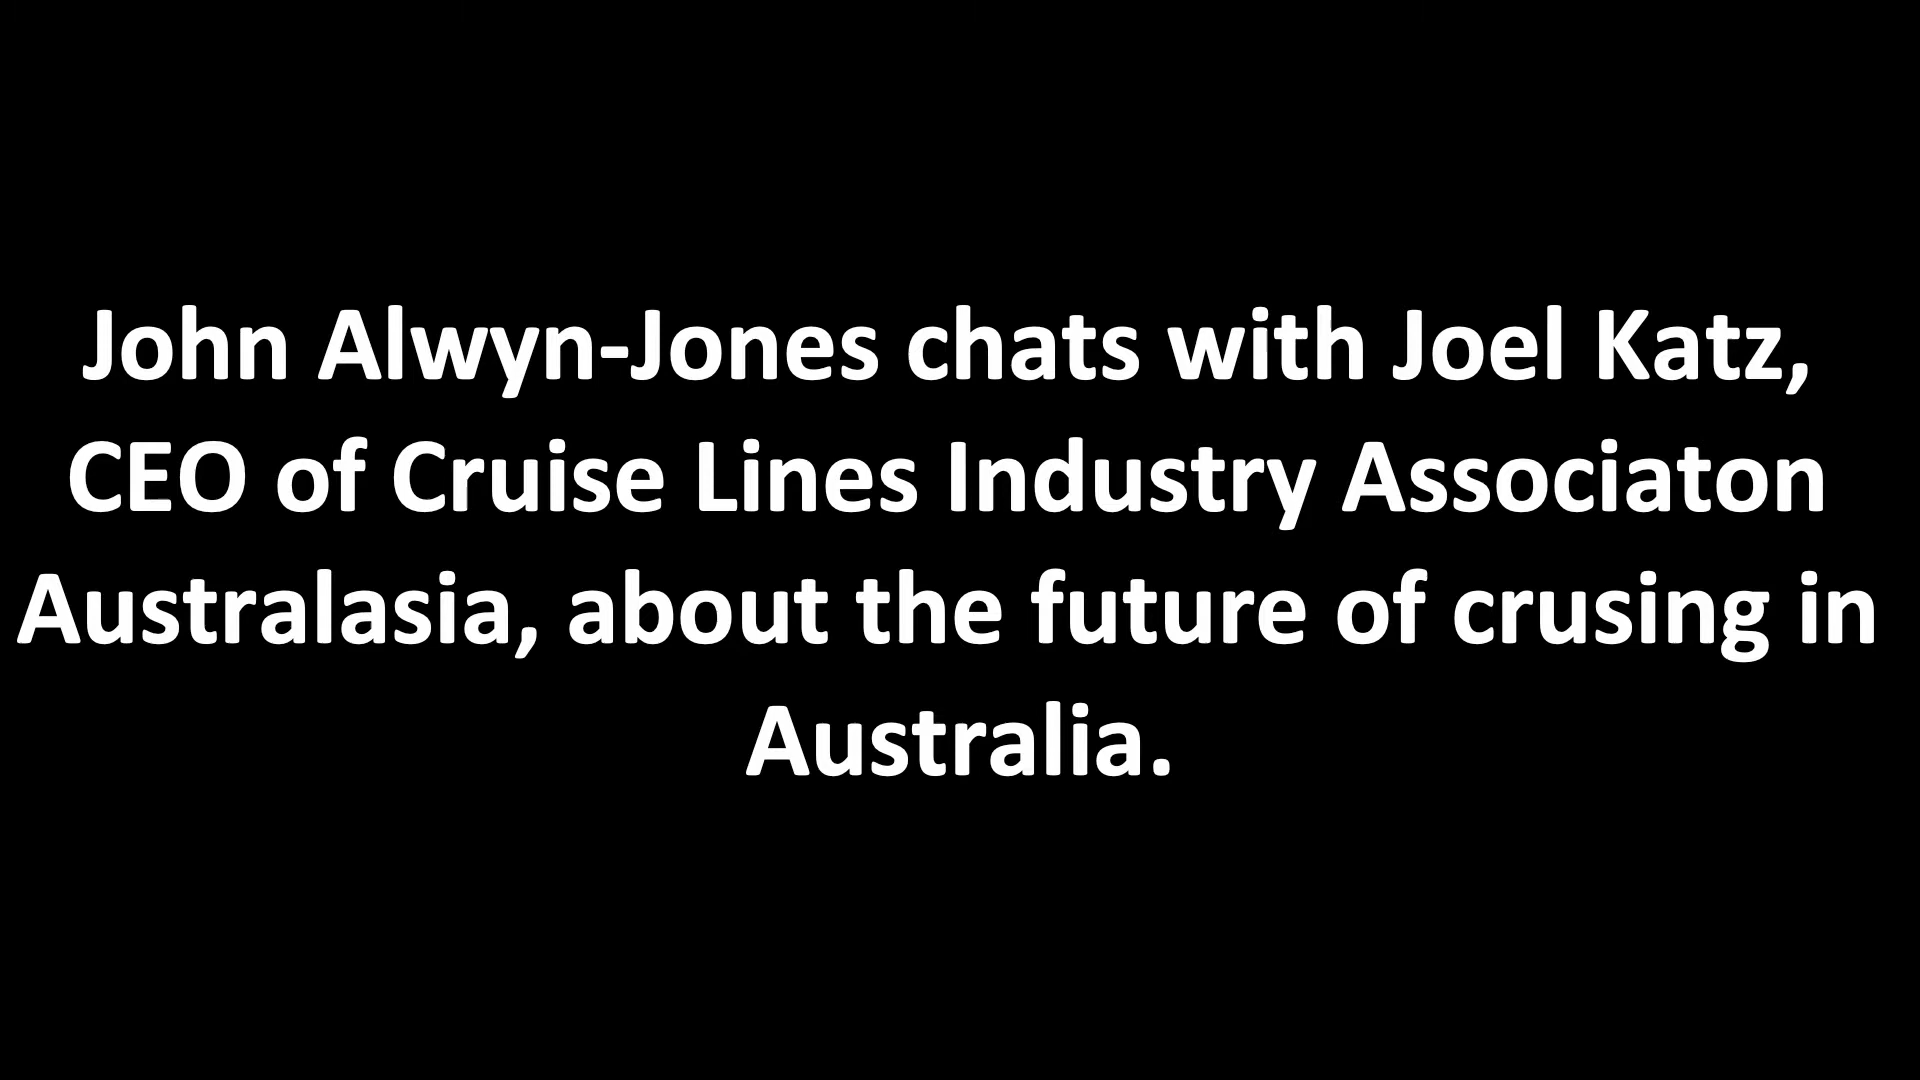 John Alwyn-Jones chats with Joel Katz,
CEO of Cruise Lines Industry Associaton
Australasia, about the future of crusing in
Australia.